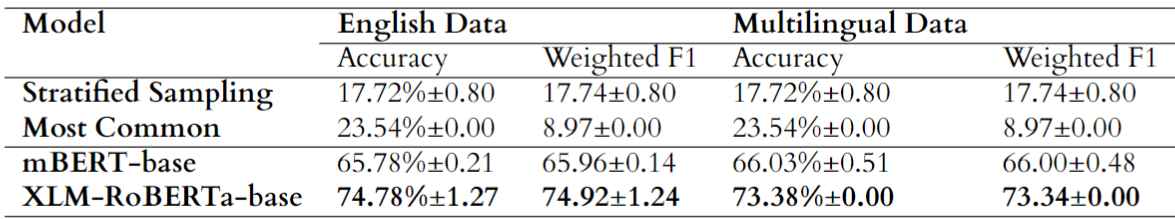 Model English Data Multilingual Data
Accuracy Weighted F1 Accuracy Weighted F1
Stratified Sampling 17.72%±0.80 17.74±0.80 17.72%±0.80 17.74±0.80
Most Common 23.54%±0.00 8.97±0.00 23.54%±0.00 8.97±0.00
mBERT-base 65.78%±0.21 65.96±0.14 66.03%±0.51 66.00±0.48
XLM-RoBERTa-base 74.78%±1.27 74.92±1.24 73.38%±0.00 73.34±0.00